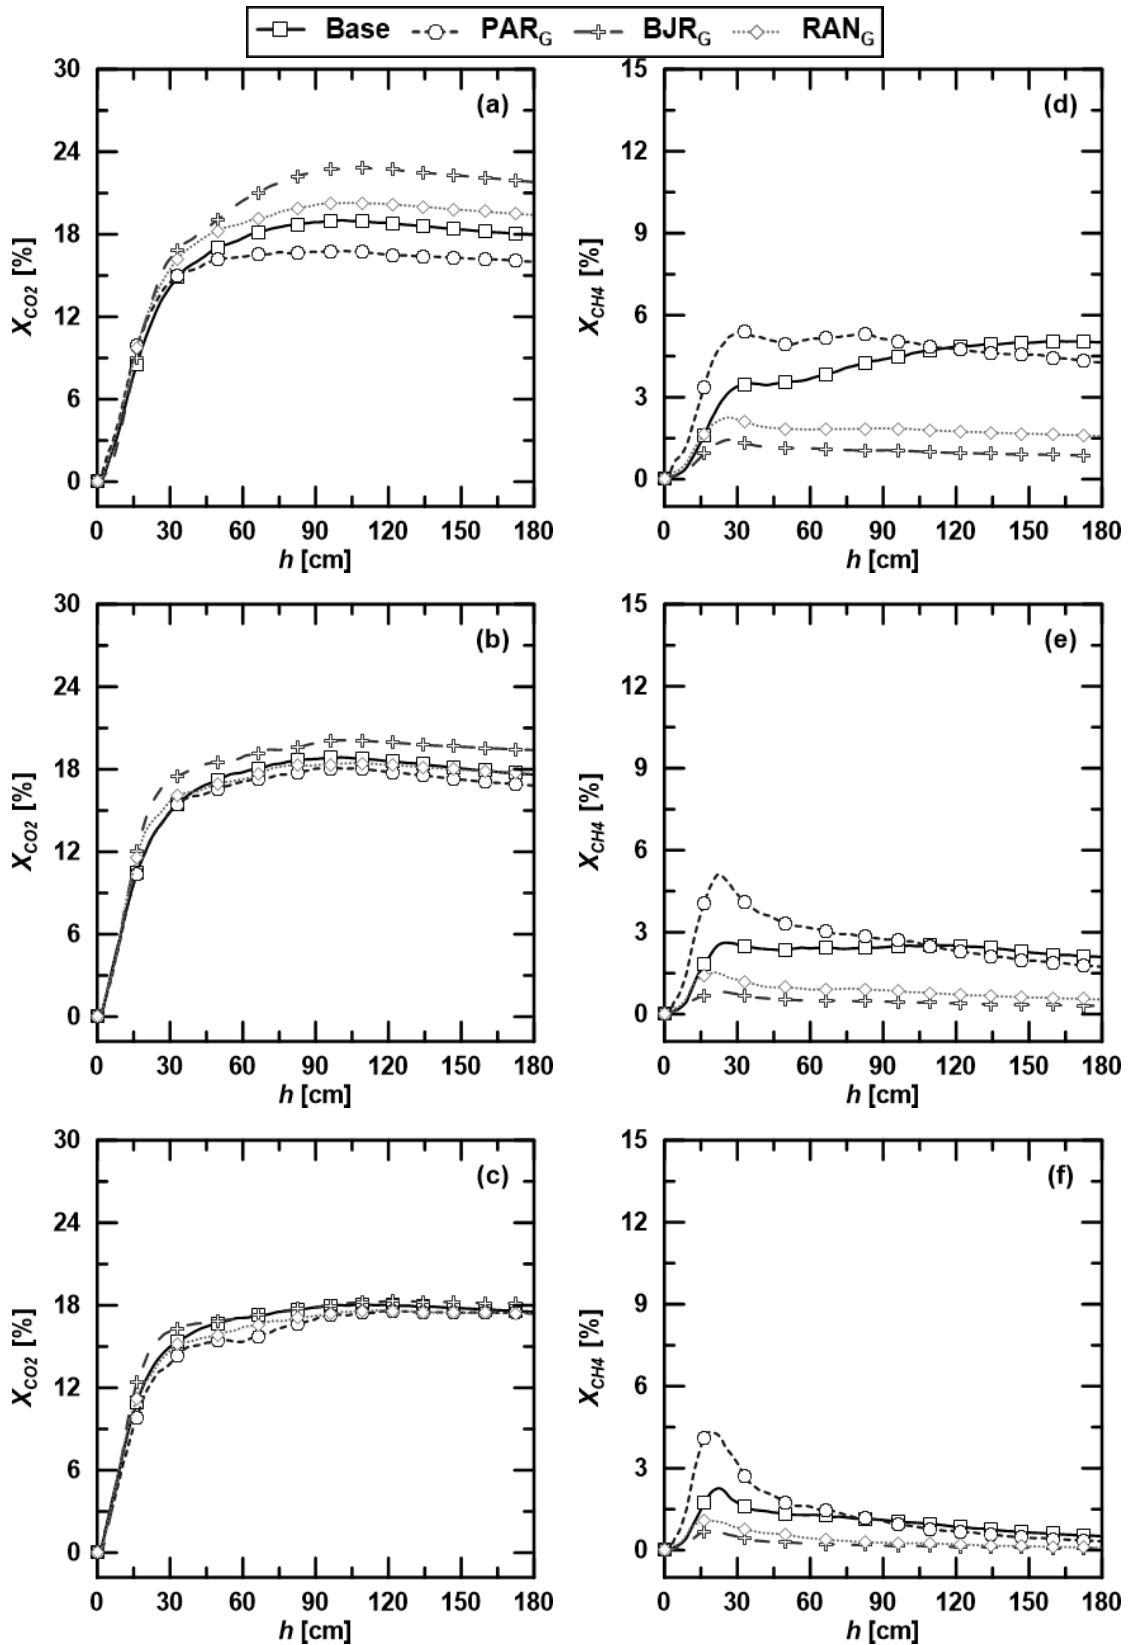 Base PAR_G BJR_G RAN_G
(a)
30
24
18
12
6
0
X_CO2 [%]
0 30 60 90 120 150 180
h [cm]
(d)
15
12
9
6
3
0
X_CH4 [%]
0 30 60 90 120 150 180
h [cm]
(b)
30
24
18
12
6
0
X_CO2 [%]
0 30 60 90 120 150 180
h [cm]
(e)
15
12
9
6
3
0
X_CH4 [%]
0 30 60 90 120 150 180
h [cm]
(c)
30
24
18
12
6
0
X_CO2 [%]
0 30 60 90 120 150 180
h [cm]
(f)
15
12
9
6
3
0
X_CH4 [%]
0 30 60 90 120 150 180
h [cm]